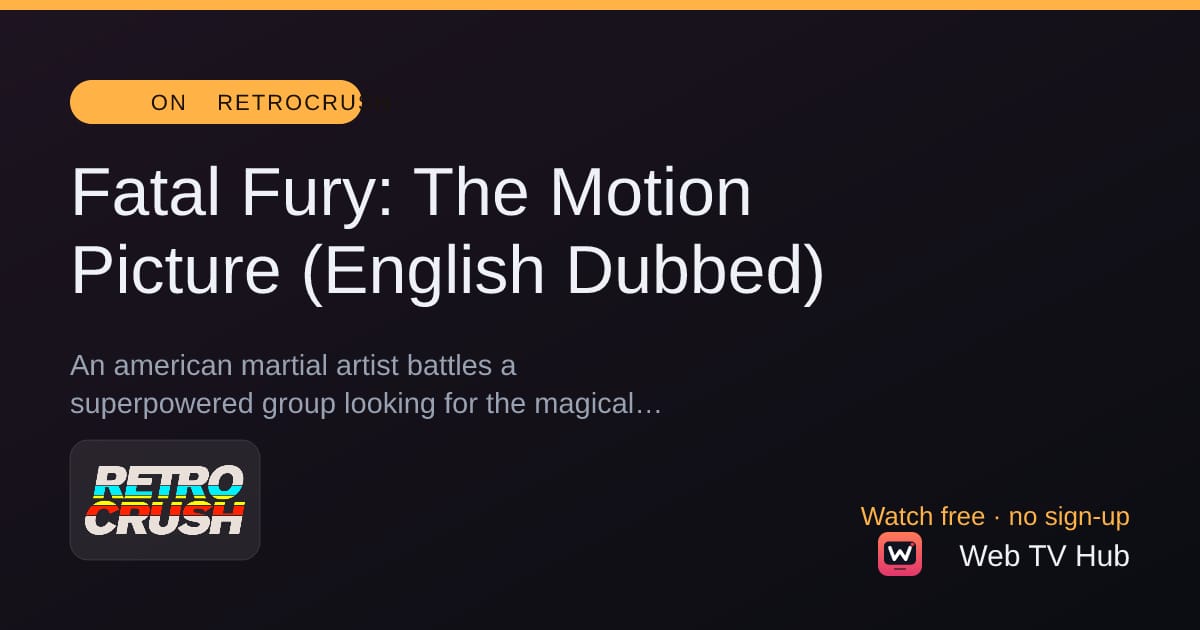 ON RETROCRUS
Fatal Fury: The Motion
Picture (English Dubbed)
An american martial artist battles a
superpowered group looking for the magical…
RETRO
CRUSH
Watch free · no sign-up
W
Web TV Hub